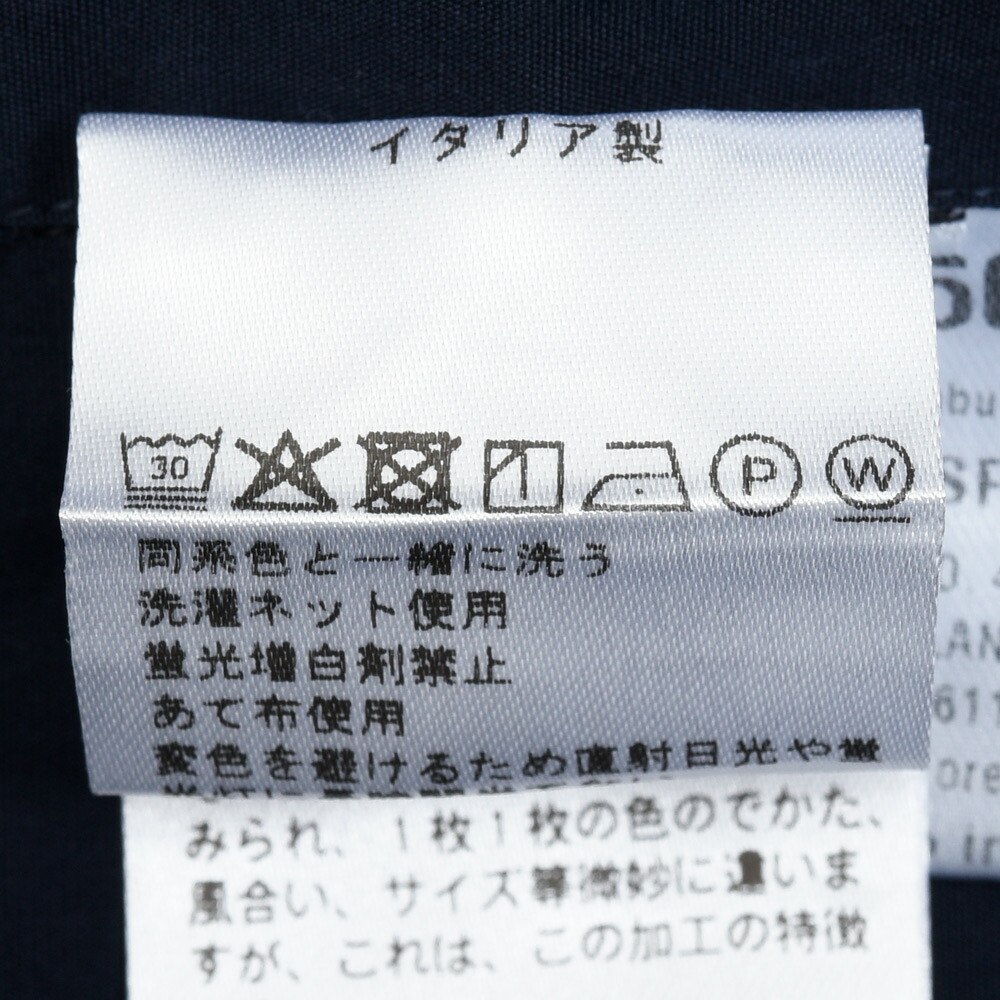 イタリア製
30
P W
同系色と一緒に洗う
洗濯ネット使用
蛍光増白剤禁止
あて布使用
変色を避けるため直射日光や蛍
みられ、1枚1枚の色のでかた、
風合い、サイズ等微妙に違いま
すが、これは、この加工の特徴